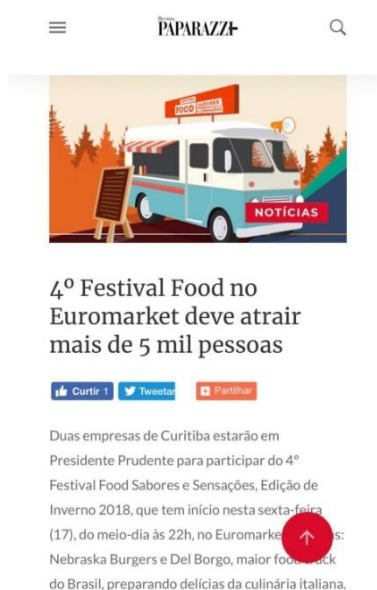 Revista
PAPARAZZI
FOOD
SABORES
NOTÍCIAS
4º Festival Food no
Euromarket deve atrair
mais de 5 mil pessoas
Curtir 1 Tweetar Partilhar
Duas empresas de Curitiba estarão em
Presidente Prudente para participar do 4°
Festival Food Sabores e Sensações, Edição de
Inverno 2018, que tem início nesta sexta-feira
(17), do meio-dia às 22h, no Euromarke s:
Nebraska Burgers e Del Borgo, maior food truck
do Brasil, preparando delícias da culinária italiana.